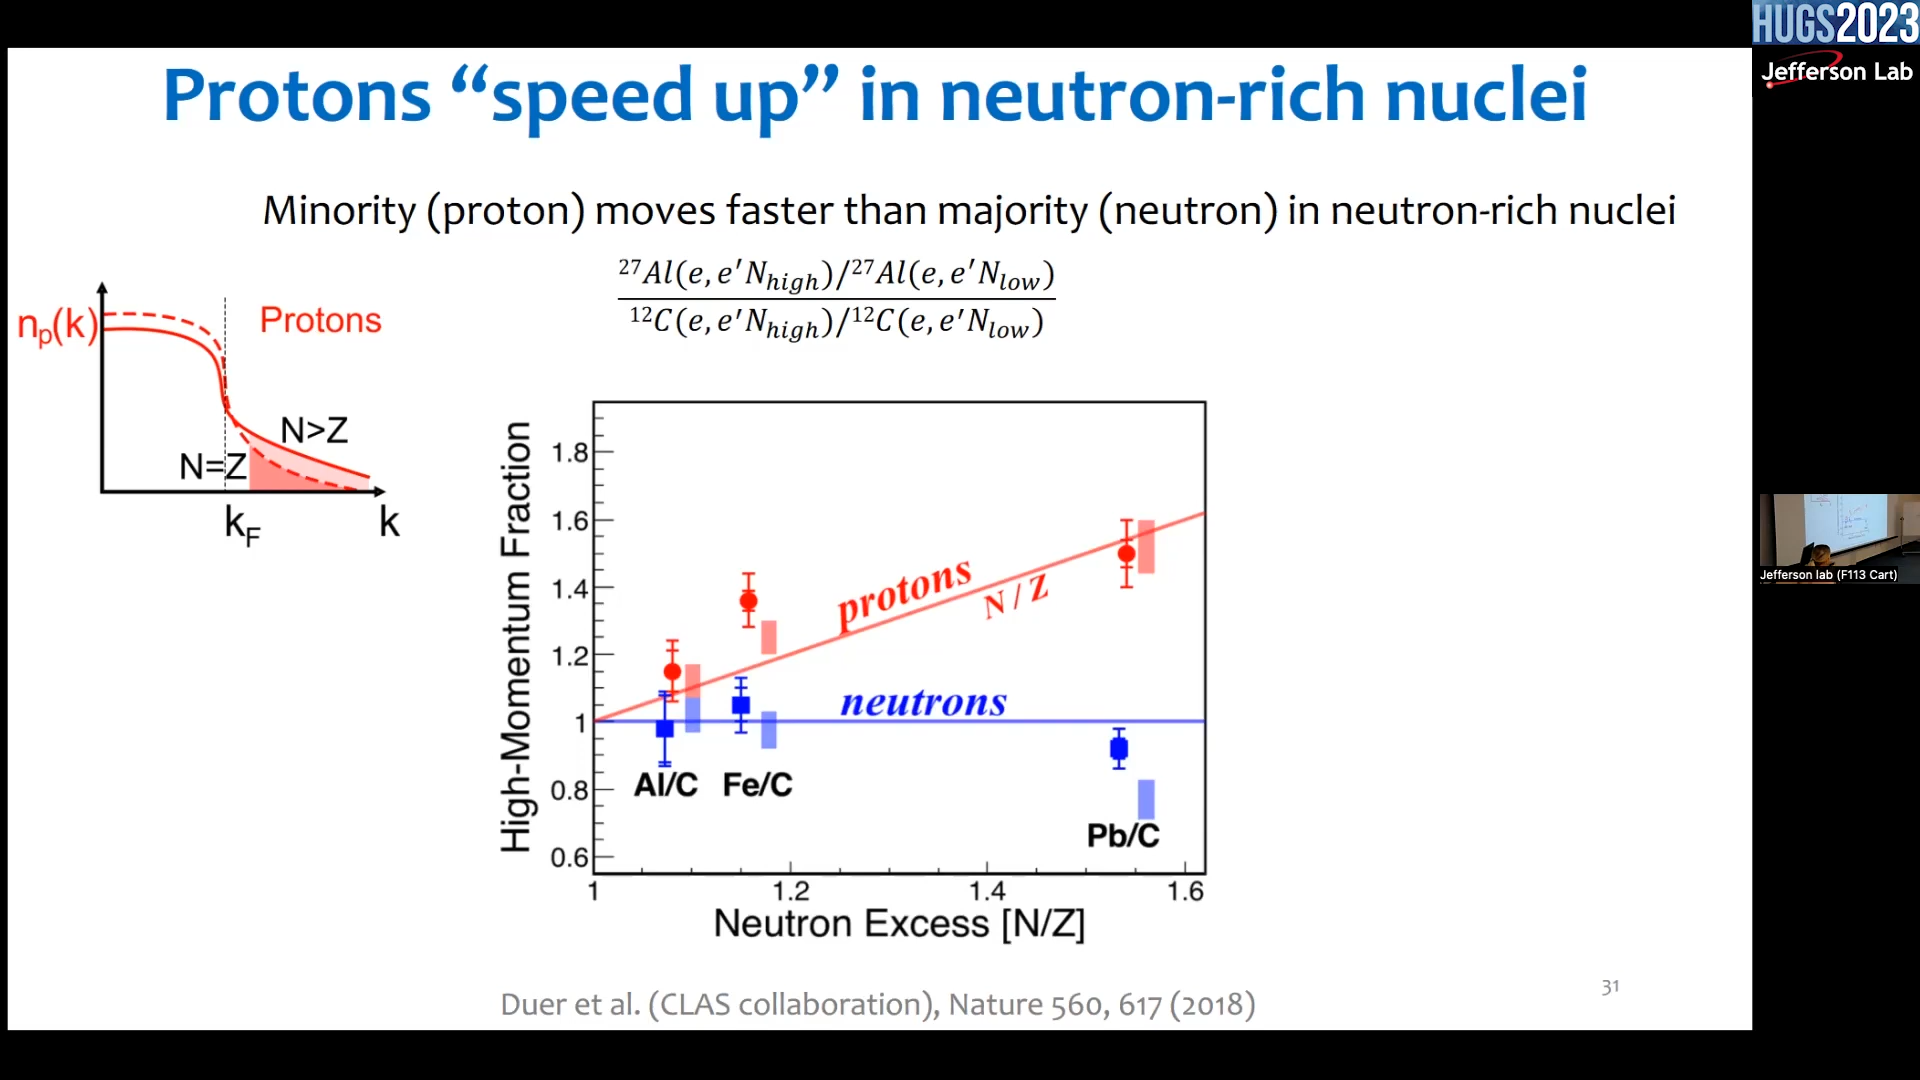 HUGS2023
Jefferson Lab
Protons “speed up” in neutron-rich nuclei
Minority (proton) moves faster than majority (neutron) in neutron-rich nuclei
²⁷Al(e, e′N_high)/²⁷Al(e, e′N_low)
¹²C(e, e′N_high)/¹²C(e, e′N_low)
n_p(k)
Protons
N>Z
N=Z
k_F
k
High-Momentum Fraction
1.8
1.6
1.4
1.2
1
0.8
0.6
protons
N / Z
neutrons
Al/C
Fe/C
Pb/C
1
1.2
1.4
1.6
Neutron Excess [N/Z]
Duer et al. (CLAS collaboration), Nature 560, 617 (2018)
31
Jefferson lab (F113 Cart)